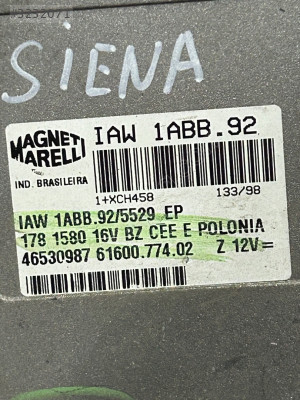 SIENA
MAGNETI MARELLI
IAW 1ABB.92
IND. BRASILEIRA
1+XCH458 133/98
IAW 1ABB.92/5529 EP
178 1580 16V BZ CEE E POLONIA
46530987 61600.774.02 Z 12V=